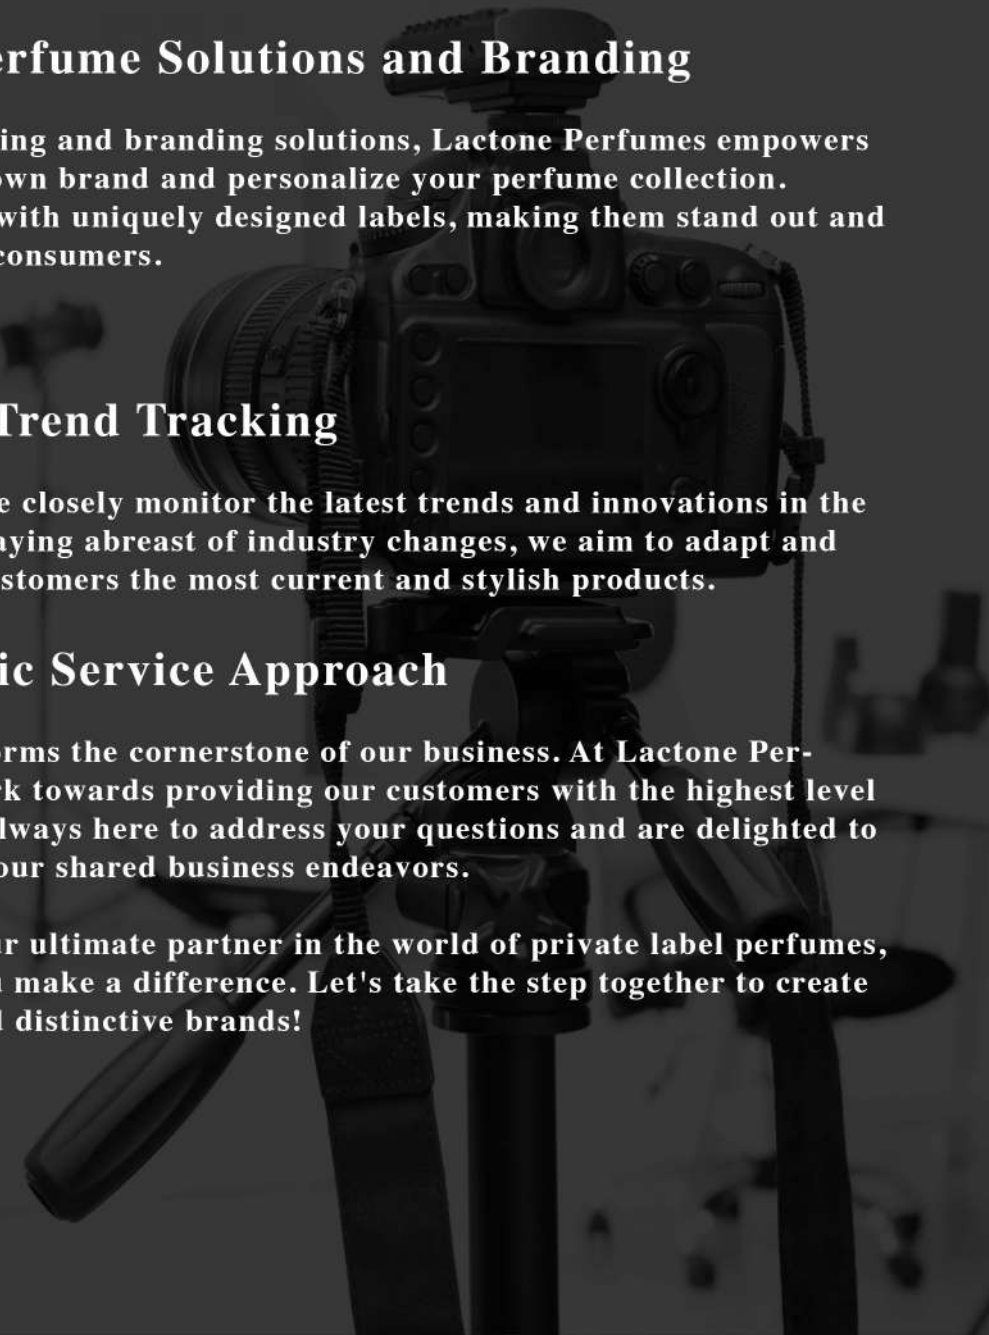 erfume Solutions and Branding
ing and branding solutions, Lactone Perfumes empowers
own brand and personalize your perfume collection.
with uniquely designed labels, making them stand out and
consumers.
Trend Tracking
e closely monitor the latest trends and innovations in the
aying abreast of industry changes, we aim to adapt and
stomers the most current and stylish products.
ic Service Approach
rms the cornerstone of our business. At Lactone Per-
rk towards providing our customers with the highest level
lways here to address your questions and are delighted to
our shared business endeavors.
ur ultimate partner in the world of private label perfumes,
make a difference. Let's take the step together to create
distinctive brands!